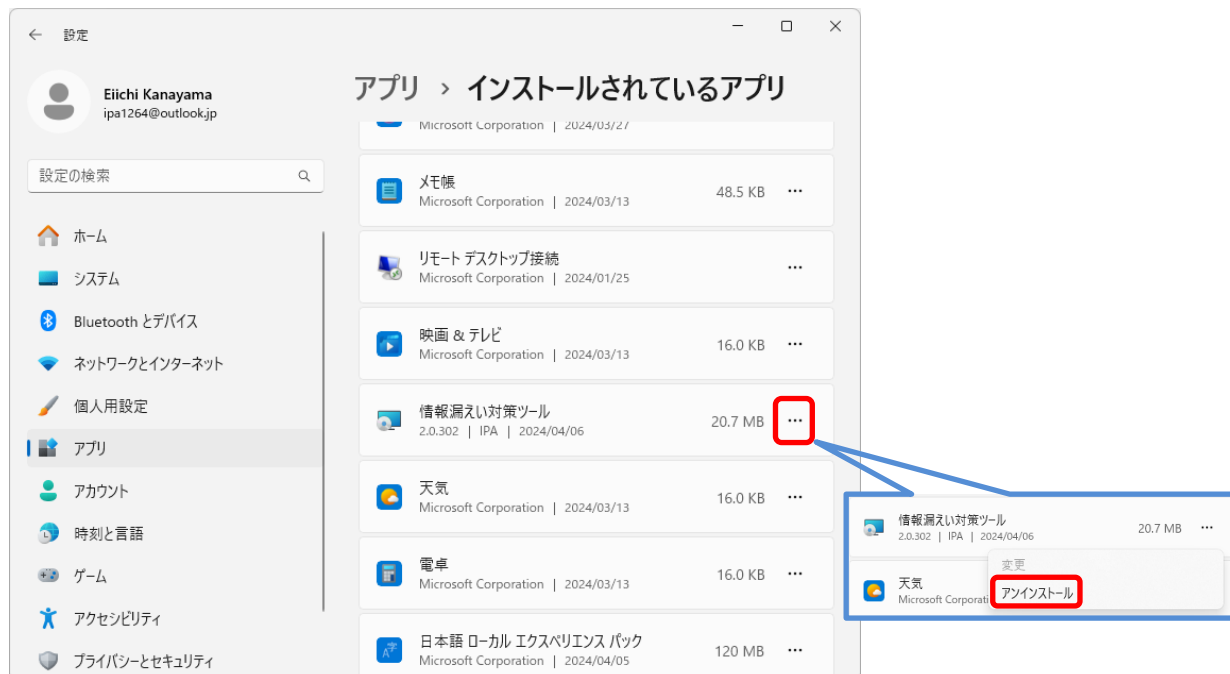 設定
Eiichi Kanayama
ipa1264@outlook.jp
設定の検索
ホーム
システム
Bluetooth とデバイス
ネットワークとインターネット
個人用設定
アプリ
アカウント
時刻と言語
ゲーム
アクセシビリティ
プライバシーとセキュリティ
アプリ › インストールされているアプリ
Microsoft Corporation | 2024/03/27
メモ帳
Microsoft Corporation | 2024/03/13
48.5 KB
リモート デスクトップ接続
Microsoft Corporation | 2024/01/25
映画 & テレビ
Microsoft Corporation | 2024/03/13
16.0 KB
情報漏えい対策ツール
2.0.302 | IPA | 2024/04/06
20.7 MB
天気
Microsoft Corporation | 2024/03/13
16.0 KB
電卓
Microsoft Corporation | 2024/03/13
16.0 KB
日本語 ローカル エクスペリエンス パック
Microsoft Corporation | 2024/04/05
120 MB
情報漏えい対策ツール
2.0.302 | IPA | 2024/04/06
20.7 MB
変更
天気
Microsoft Corporati
アンインストール